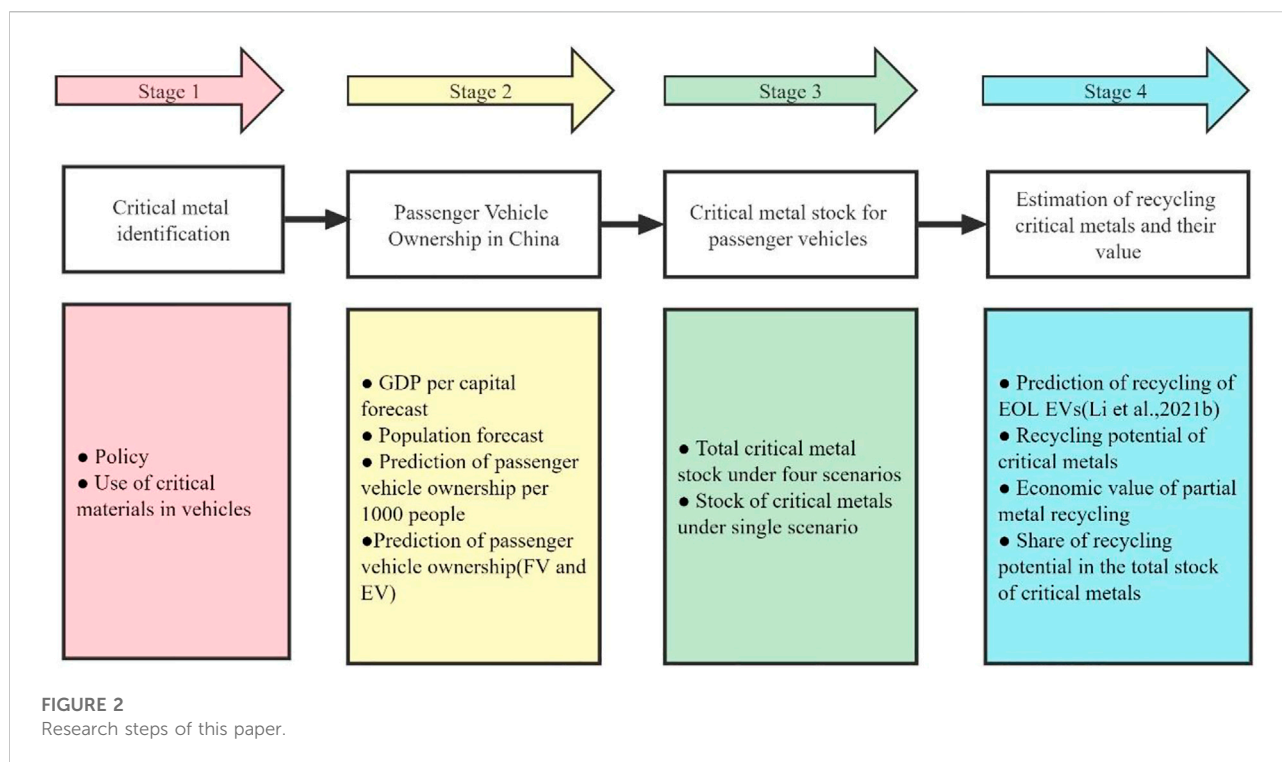 Stage 1
Stage 2
Stage 3
Stage 4
Critical metal
identification
Passenger Vehicle
Ownership in China
Critical metal stock for
passenger vehicles
Estimation of recycling
critical metals and their
value
● Policy
● Use of critical
materials in vehicles
● GDP per capital
forecast
● Population forecast
● Prediction of passenger
vehicle ownership per
1000 people
●Prediction of passenger
vehicle ownership(FV and
EV)
● Total critical metal
stock under four scenarios
● Stock of critical metals
under single scenario
● Prediction of recycling of
EOL EVs(Li et al.,2021b)
● Recycling potential of
critical metals
● Economic value of partial
metal recycling
● Share of recycling
potential in the total stock
of critical metals
FIGURE 2
Research steps of this paper.